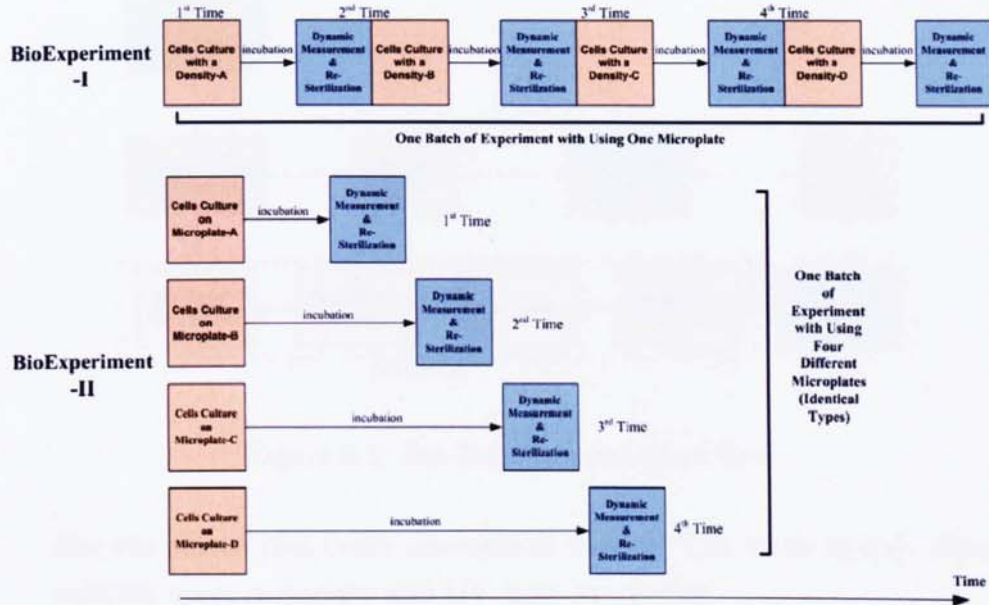 1st Time
2nd Time
3rd Time
4th Time
BioExperiment
-I
Cells Culture
with a
Density-A
incubation
Dynamic
Measurement
&
Re-
Sterilization
Cells Culture
with a
Density-B
incubation
Dynamic
Measurement
&
Re-
Sterilization
Cells Culture
with a
Density-C
incubation
Dynamic
Measurement
&
Re-
Sterilization
Cells Culture
with a
Density-D
incubation
Dynamic
Measurement
&
Re-
Sterilization
One Batch of Experiment with Using One Microplate
BioExperiment
-II
Cells Culture
on
Microplate-A
incubation
Dynamic
Measurement
&
Re-
Sterilization
1st Time
Cells Culture
on
Microplate-B
incubation
Dynamic
Measurement
&
Re-
Sterilization
2nd Time
Cells Culture
on
Microplate-C
incubation
Dynamic
Measurement
&
Re-
Sterilization
3rd Time
Cells Culture
on
Microplate-D
incubation
Dynamic
Measurement
&
Re-
Sterilization
4th Time
One Batch
of
Experiment
with Using
Four
Different
Microplates
(Identical
Types)
Time